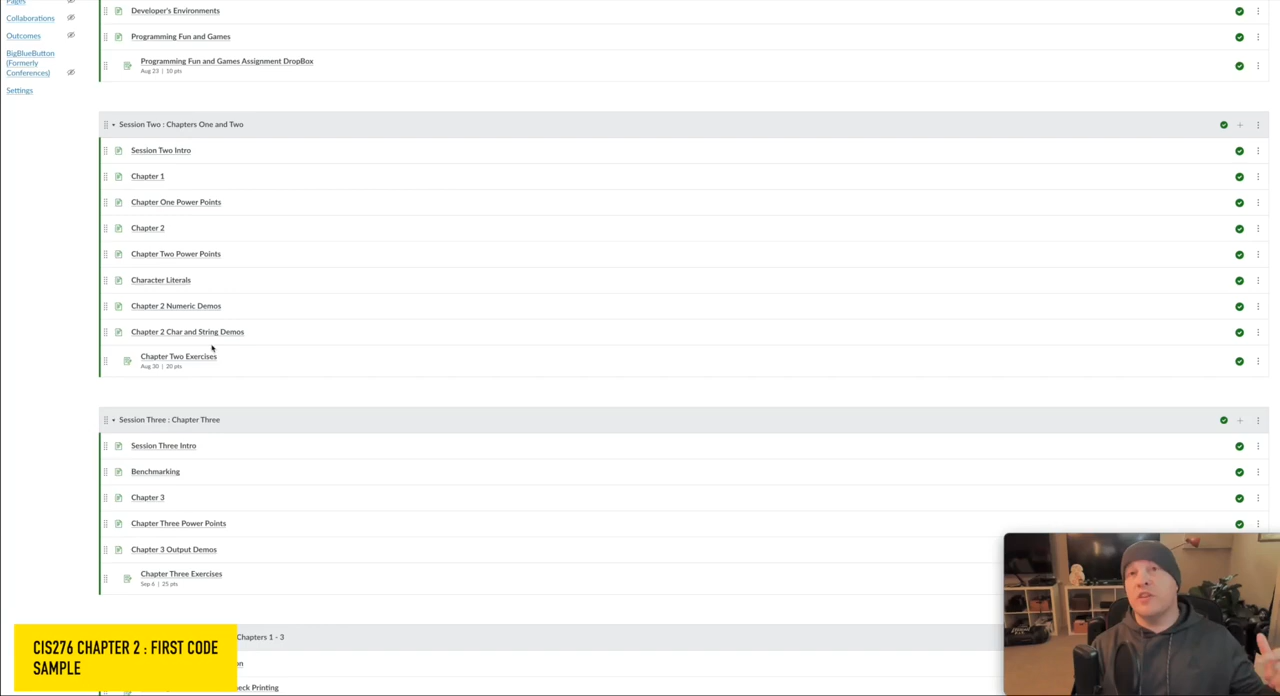 Pages
Collaborations
Outcomes
BigBlueButton
(Formerly
Conferences)
Settings
Developer's Environments
Programming Fun and Games
Programming Fun and Games Assignment DropBox
Aug 23 | 10 pts
Session Two : Chapters One and Two
Session Two Intro
Chapter 1
Chapter One Power Points
Chapter 2
Chapter Two Power Points
Character Literals
Chapter 2 Numeric Demos
Chapter 2 Char and String Demos
Chapter Two Exercises
Aug 30 | 20 pts
Session Three : Chapter Three
Session Three Intro
Benchmarking
Chapter 3
Chapter Three Power Points
Chapter 3 Output Demos
Chapter Three Exercises
Sep 6 | 25 pts
Chapters 1 - 3
Printing
CIS276 CHAPTER 2 : FIRST CODE
SAMPLE